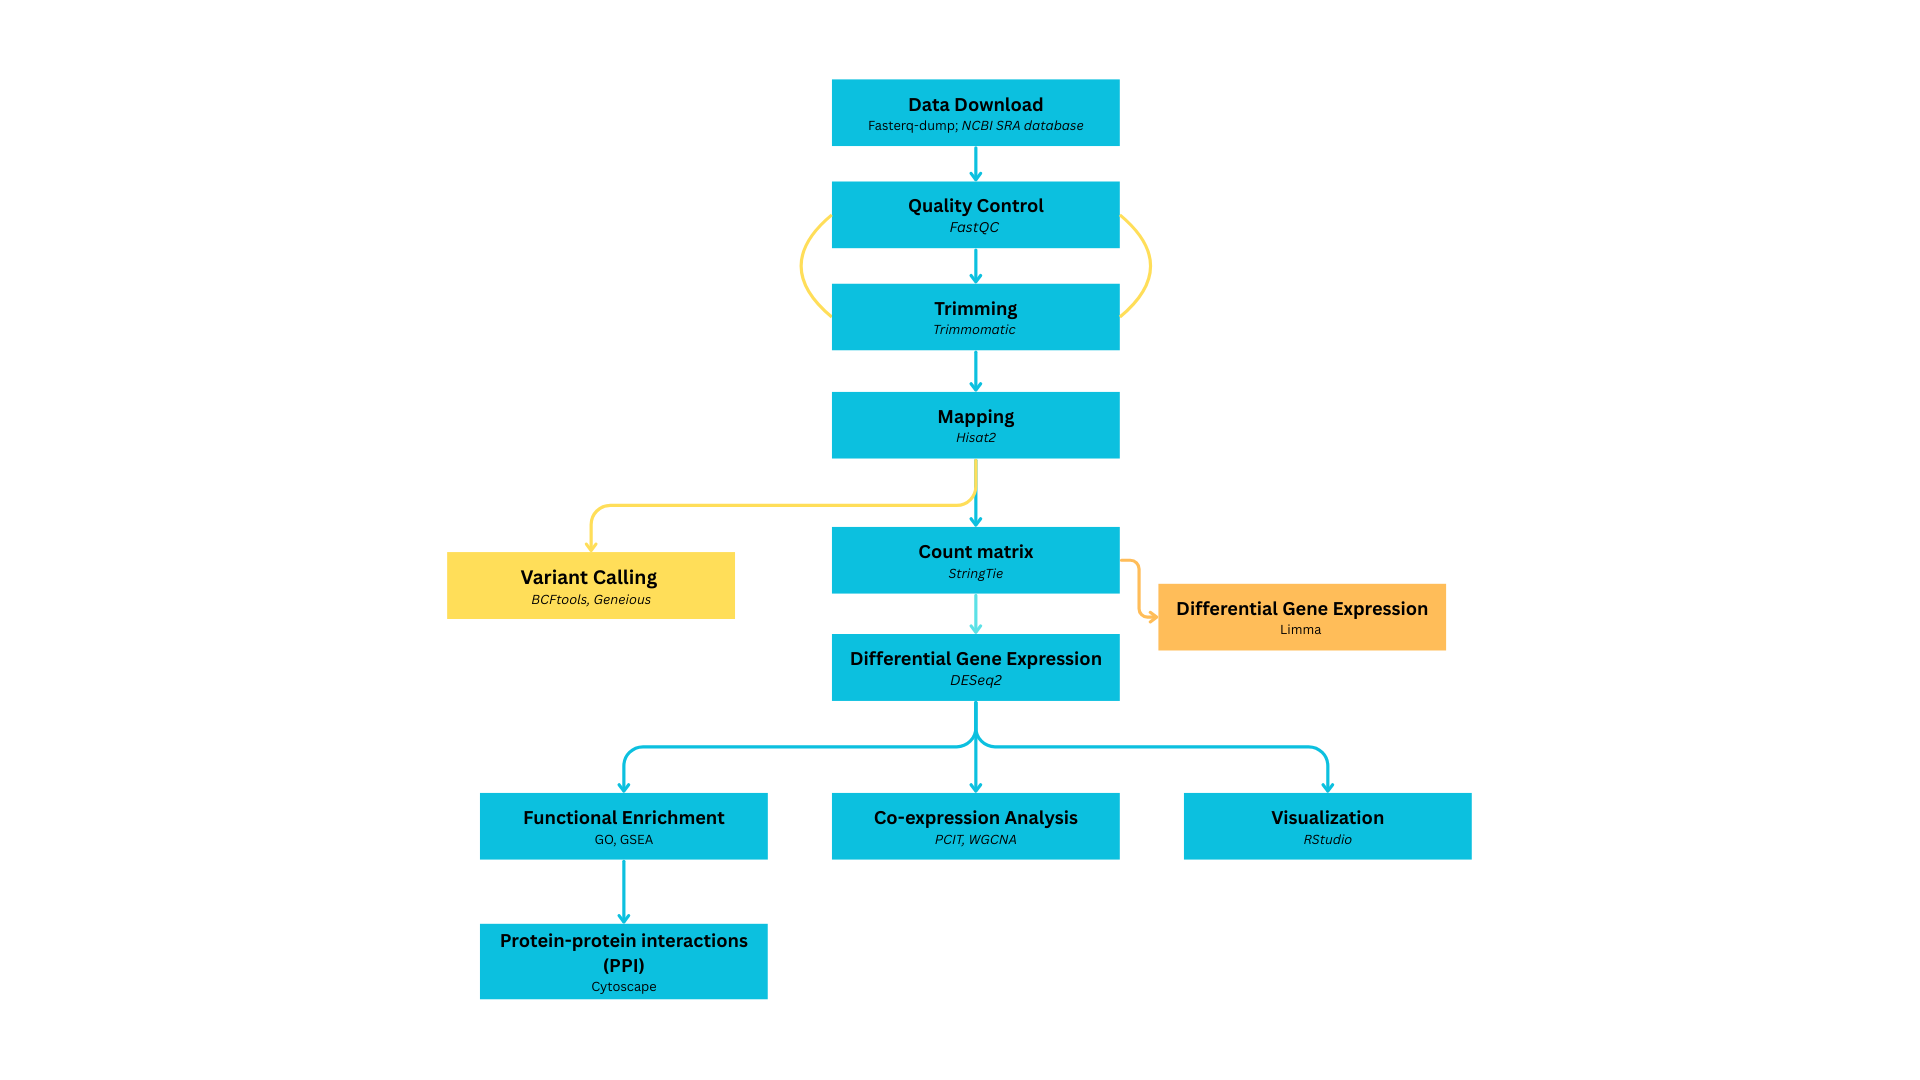 Data Download
Fasterq-dump; NCBI SRA database
Quality Control
FastQC
Trimming
Trimmomatic
Mapping
Hisat2
Count matrix
StringTie
Variant Calling
BCFtools, Geneious
Differential Gene Expression
Limma
Differential Gene Expression
DESeq2
Functional Enrichment
GO, GSEA
Co-expression Analysis
PCIT, WGCNA
Visualization
RStudio
Protein-protein interactions
(PPI)
Cytoscape